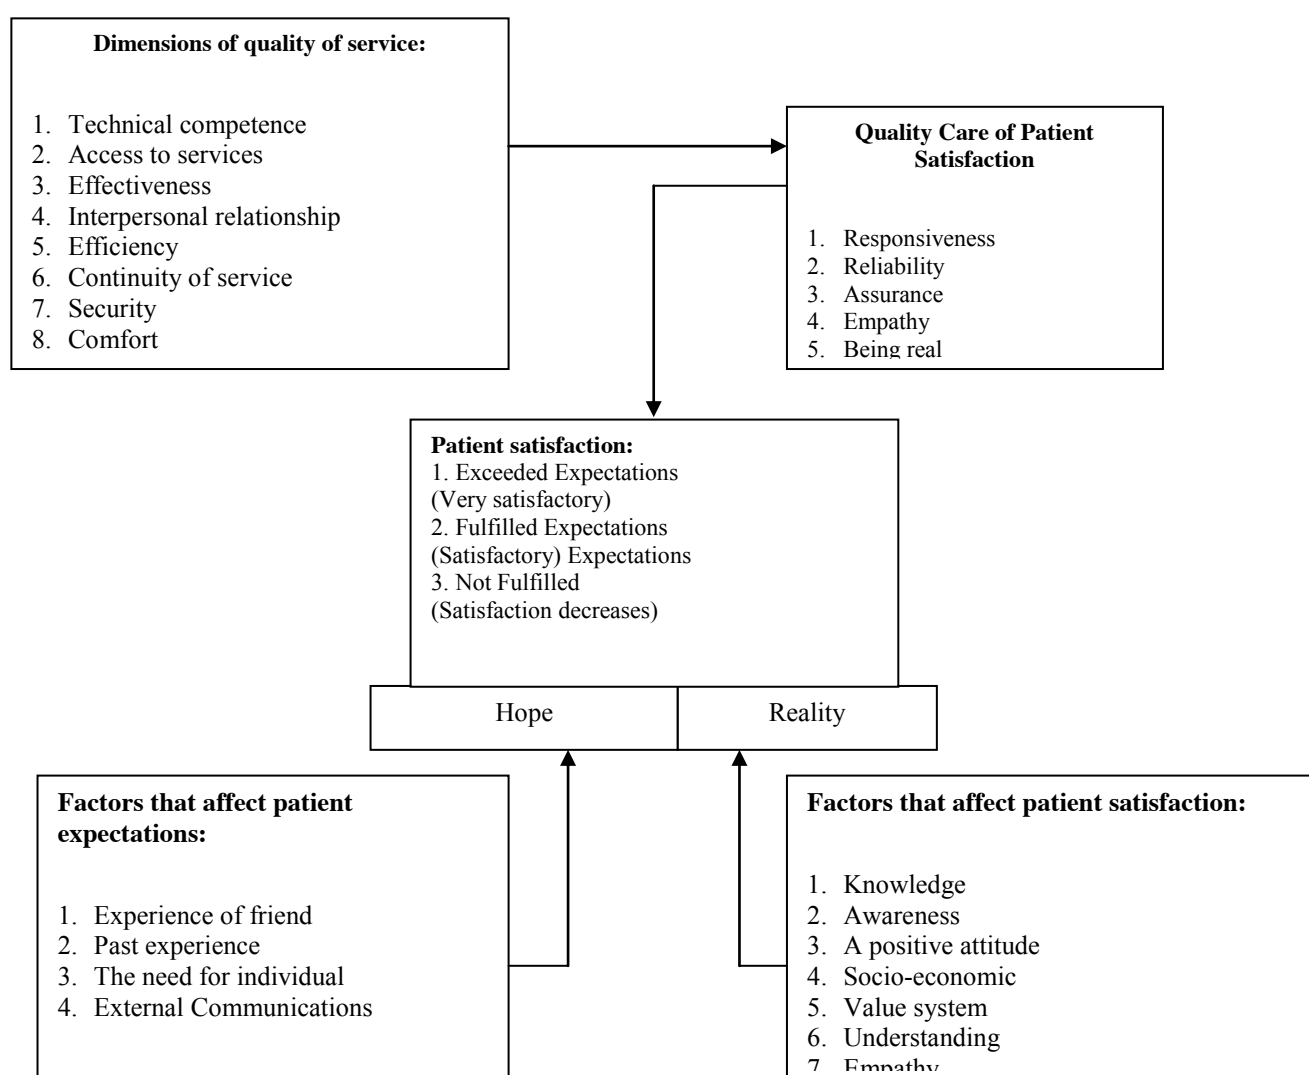 Dimensions of quality of service:
1. Technical competence
2. Access to services
3. Effectiveness
4. Interpersonal relationship
5. Efficiency
6. Continuity of service
7. Security
8. Comfort
Quality Care of Patient
Satisfaction
1. Responsiveness
2. Reliability
3. Assurance
4. Empathy
5. Being real
Patient satisfaction:
1. Exceeded Expectations
(Very satisfactory)
2. Fulfilled Expectations
(Satisfactory) Expectations
3. Not Fulfilled
(Satisfaction decreases)
Hope
Reality
Factors that affect patient
expectations:
1. Experience of friend
2. Past experience
3. The need for individual
4. External Communications
Factors that affect patient satisfaction:
1. Knowledge
2. Awareness
3. A positive attitude
4. Socio-economic
5. Value system
6. Understanding
7. Empathy